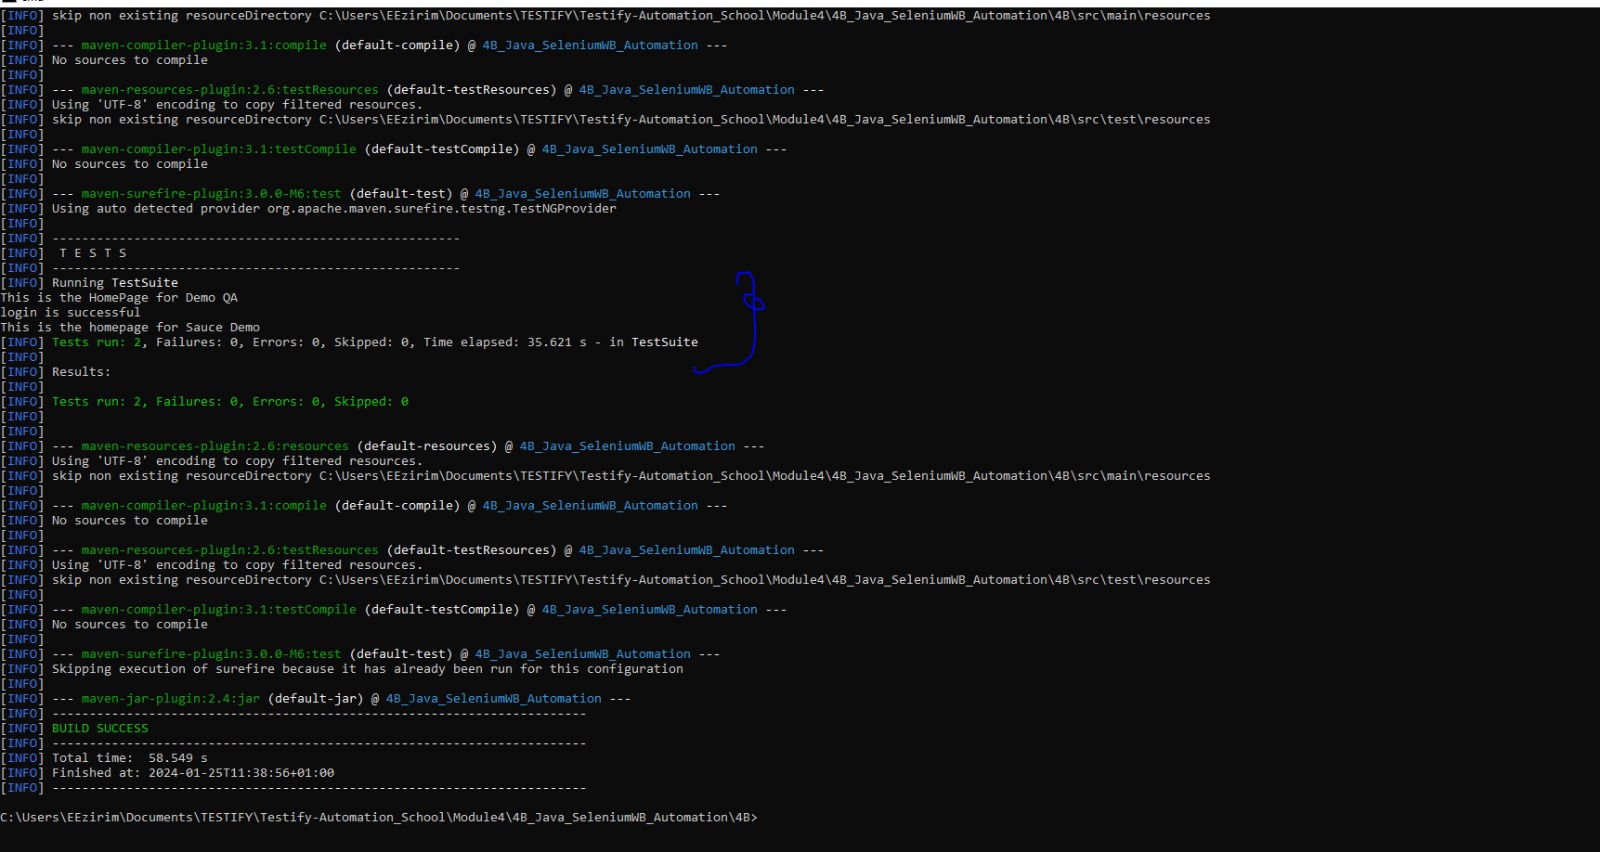 [INFO] skip non existing resourceDirectory C:\Users\EEzirim\Documents\TESTIFY\Testify-Automation_School\Module4\4B_Java_SeleniumWB_Automation\4B\src\main\resources
[INFO]
[INFO] --- maven-compiler-plugin:3.1:compile (default-compile) @ 4B_Java_SeleniumWB_Automation ---
[INFO] No sources to compile
[INFO]
[INFO] --- maven-resources-plugin:2.6:testResources (default-testResources) @ 4B_Java_SeleniumWB_Automation ---
[INFO] Using 'UTF-8' encoding to copy filtered resources.
[INFO] skip non existing resourceDirectory C:\Users\EEzirim\Documents\TESTIFY\Testify-Automation_School\Module4\4B_Java_SeleniumWB_Automation\4B\src\test\resources
[INFO]
[INFO] --- maven-compiler-plugin:3.1:testCompile (default-testCompile) @ 4B_Java_SeleniumWB_Automation ---
[INFO] No sources to compile
[INFO]
[INFO] --- maven-surefire-plugin:3.0.0-M6:test (default-test) @ 4B_Java_SeleniumWB_Automation ---
[INFO] Using auto detected provider org.apache.maven.surefire.testng.TestNGProvider
[INFO]
[INFO] -------------------------------------------------------
[INFO]  T E S T S
[INFO] -------------------------------------------------------
[INFO] Running TestSuite
This is the HomePage for Demo QA
login is successful
This is the homepage for Sauce Demo
[INFO] Tests run: 2, Failures: 0, Errors: 0, Skipped: 0, Time elapsed: 35.621 s - in TestSuite
[INFO]
[INFO] Results:
[INFO]
[INFO] Tests run: 2, Failures: 0, Errors: 0, Skipped: 0
[INFO]
[INFO]
[INFO] --- maven-resources-plugin:2.6:resources (default-resources) @ 4B_Java_SeleniumWB_Automation ---
[INFO] Using 'UTF-8' encoding to copy filtered resources.
[INFO] skip non existing resourceDirectory C:\Users\EEzirim\Documents\TESTIFY\Testify-Automation_School\Module4\4B_Java_SeleniumWB_Automation\4B\src\main\resources
[INFO]
[INFO] --- maven-compiler-plugin:3.1:compile (default-compile) @ 4B_Java_SeleniumWB_Automation ---
[INFO] No sources to compile
[INFO]
[INFO] --- maven-resources-plugin:2.6:testResources (default-testResources) @ 4B_Java_SeleniumWB_Automation ---
[INFO] Using 'UTF-8' encoding to copy filtered resources.
[INFO] skip non existing resourceDirectory C:\Users\EEzirim\Documents\TESTIFY\Testify-Automation_School\Module4\4B_Java_SeleniumWB_Automation\4B\src\test\resources
[INFO]
[INFO] --- maven-compiler-plugin:3.1:testCompile (default-testCompile) @ 4B_Java_SeleniumWB_Automation ---
[INFO] No sources to compile
[INFO]
[INFO] --- maven-surefire-plugin:3.0.0-M6:test (default-test) @ 4B_Java_SeleniumWB_Automation ---
[INFO] Skipping execution of surefire because it has already been run for this configuration
[INFO]
[INFO] --- maven-jar-plugin:2.4:jar (default-jar) @ 4B_Java_SeleniumWB_Automation ---
[INFO] ------------------------------------------------------------------------
[INFO] BUILD SUCCESS
[INFO] ------------------------------------------------------------------------
[INFO] Total time:  58.549 s
[INFO] Finished at: 2024-01-25T11:38:56+01:00
[INFO] ------------------------------------------------------------------------
C:\Users\EEzirim\Documents\TESTIFY\Testify-Automation_School\Module4\4B_Java_SeleniumWB_Automation\4B>